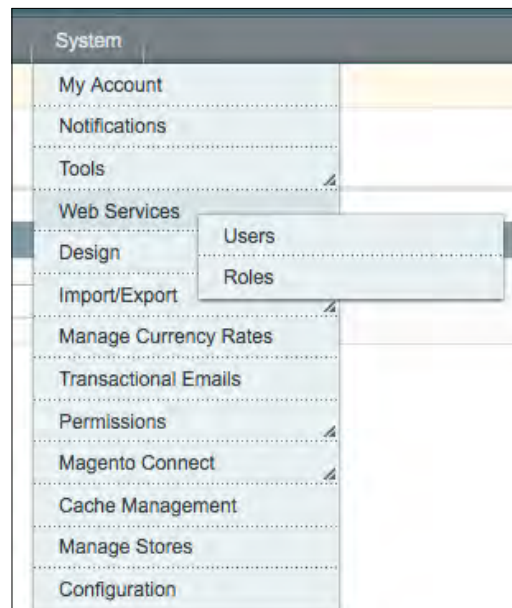 System
My Account
Notifications
Tools
Web Services
Users
Design
Roles
Import/Export
Manage Currency Rates
Transactional Emails
Permissions
Magento Connect
Cache Management
Manage Stores
Configuration